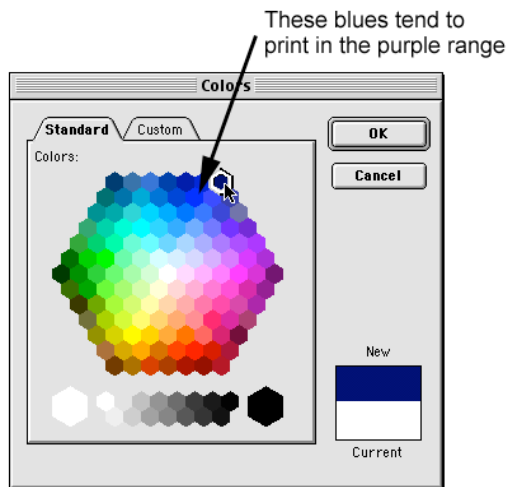 These blues tend to
print in the purple range
Colors
Standard
Custom
OK
Colors:
Cancel
New
Current